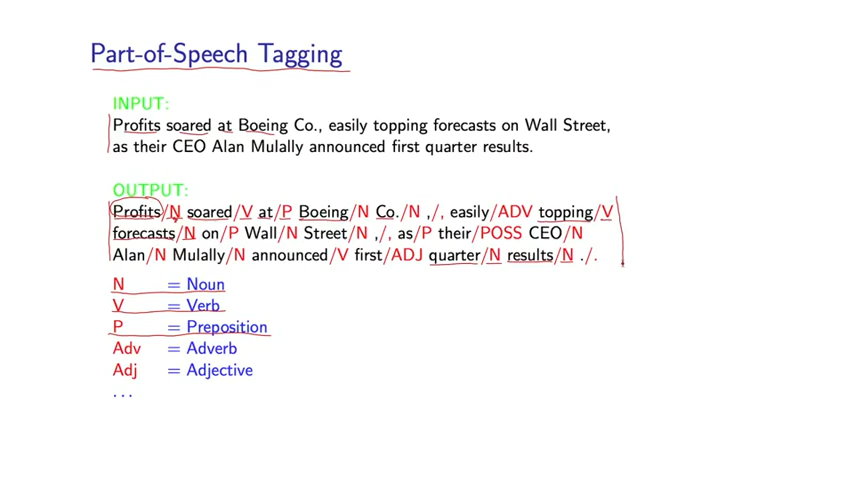 Part-of-Speech Tagging
INPUT:
Profits soared at Boeing Co., easily topping forecasts on Wall Street,
as their CEO Alan Mulally announced first quarter results.
OUTPUT:
Profits/N soared/V at/P Boeing/N Co./N ,/, easily/ADV topping/V
forecasts/N on/P Wall/N Street/N ,/, as/P their/POSS CEO/N
Alan/N Mulally/N announced/V first/ADJ quarter/N results/N ./.
N = Noun
V = Verb
P = Preposition
Adv = Adverb
Adj = Adjective
...